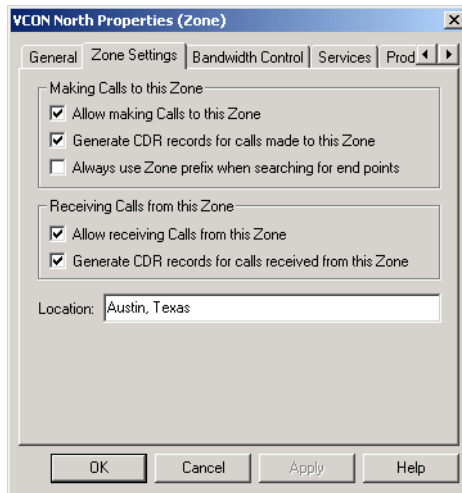 VCON North Properties (Zone)
General Zone Settings Bandwidth Control Services Prod
Making Calls to this Zone
Allow making Calls to this Zone
Generate CDR records for calls made to this Zone
Always use Zone prefix when searching for end points
Receiving Calls from this Zone
Allow receiving Calls from this Zone
Generate CDR records for calls received from this Zone
Location: Austin, Texas
OK Cancel Apply Help